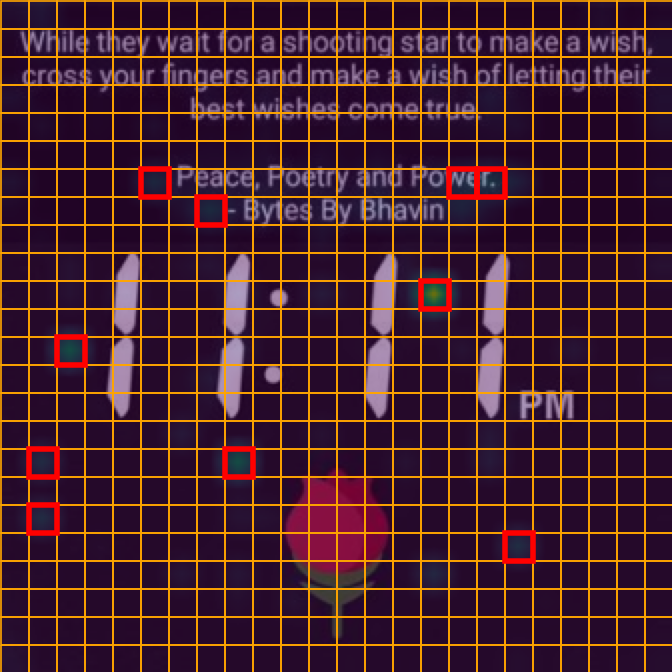 While they wait for a shooting star to make a wish,
cross your fingers and make a wish of letting their
best wishes come true.
Peace, Poetry and Power.
- Bytes By Bhavin
11:11 PM